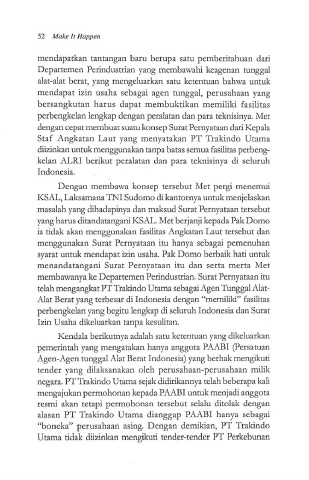 52 Make It Happen
mendapatkan tantangan baru berupa satu pemberitahuan dari
Departemen Perindustrian yang membawahi keagenan tunggal
alat-alat berat, yang mengeluarkan satu ketentuan bahwa untuk
mendapat izin usaha sebagai agen tunggal, perusahaan yang
bersangkutan harus dapat membuktikan memiliki fasilitas
perbengkelan lengkap dengan peralatan dan para teknisinya. Met
dengan cepat membuat suatu konsep Surat Pernyataan dari Kepala
Staf Angkatan Laut yang menyatakan PT Trakindo Utama
diizinkan untuk menggunakan tanpa batas semua fasilitas perbeng-
kelan ALRI berikut peralatan dan para teknisinya di seluruh
Indonesia.
Dengan membawa konsep tersebut Met pergi menemui
KSAL, Laksamana TNI Sudomo di kantornya untuk menjelaskan
masalah yang dihadapinya dan maksud Surat Pernyataan tersebut
yang harus ditandatangani KSAL. Met berjanji kepada Pak Domo
ia tidak akan menggunakan fasilitas Angkatan Laut tersebut dan
menggunakan Surat Pernyataan itu hanya sebagai pemenuhan
syarat untuk mendapat izin usaha. Pak Domo berbaik hati untuk
menandatangani Surat Pernyataan itu dan serta merta Met
membawanya ke Departemen Perindustrian. Surat Pernyataan itu
telah mengangkat PT Trakindo Utama sebagai Agen Tunggal Alat-
Alat Berat yang terbesar di Indonesia dengan "memiliki" fasilitas
perbengkelan yang begitu lengkap di seluruh Indonesia dan Surat
Izin Usaha dikeluarkan tanpa kesulitan.
Kendala berikutnya adalah satu ketentuan yang dikeluarkan
pemerintah yang mengatakan hanya anggota PAABI (Persatuan
Agen-Agen tunggal Alat Berat Indonesia) yang berhak mengikuti
tender yang dilaksanakan oleh perusahaan-perusahaan milik
negara. PT Trakindo Utama sejak didirikannya telah beberapa kali
mengajukan permohonan kepada PAABI untuk menjadi anggota
resmi akan tetapi permohonan tersebut selalu ditolak dengan
alasan PT Trakindo Utama dianggap PAABI hanya sebagai
"boneka" perusahaan asing. Dengan demikian, PT Trakindo
Utama tidak diizinkan mengikuti tender-tender PT Perkebunan